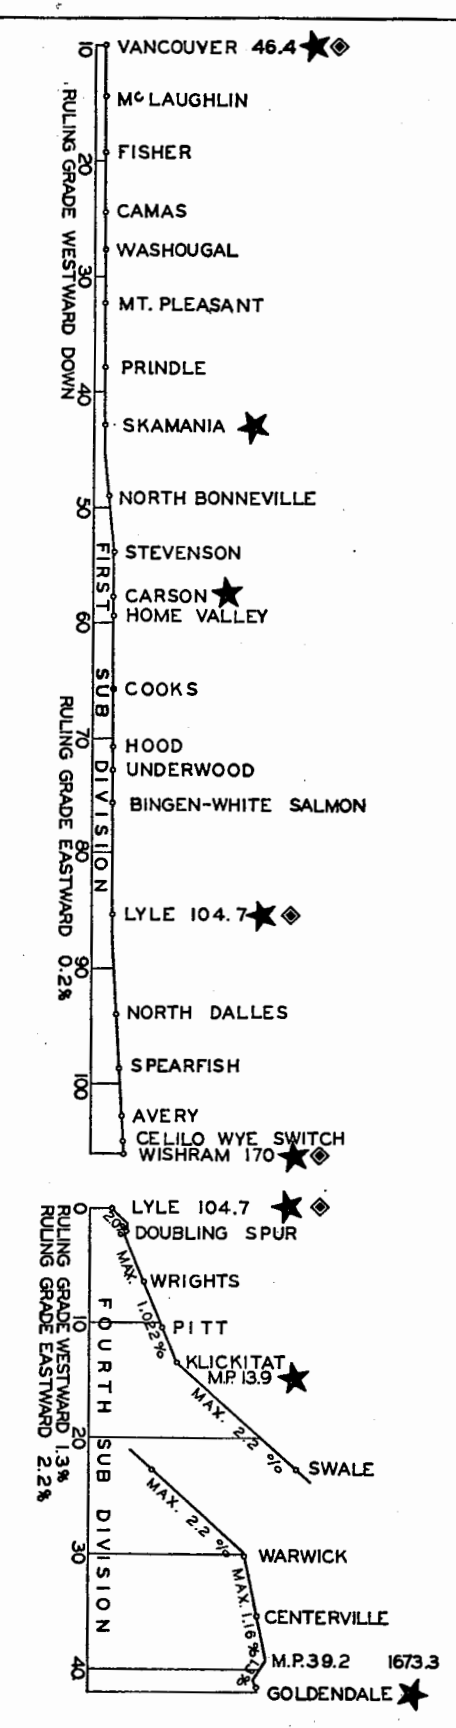 VANCOUVER 46.4
McLAUGHLIN
FISHER
CAMAS
WASHOUGAL
MT. PLEASANT
PRINDLE
SKAMANIA
NORTH BONNEVILLE
STEVENSON
CARSON
HOME VALLEY
COOKS
HOOD
UNDERWOOD
BINGEN-WHITE SALMON
LYLE 104.7
NORTH DALLES
SPEARFISH
AVERY
CELILO WYE SWITCH
WISHRAM 170
10
20
30
40
50
60
70
80
90
100
FIRST SUB DIVISION
RULING GRADE WESTWARD DOWN
RULING GRADE EASTWARD 0.2%
LYLE 104.7
DOUBLING SPUR
WRIGHTS
PITT
KLICKITAT
M.P. 13.9
SWALE
WARWICK
CENTERVILLE
M.P. 39.2 1673.3
GOLDENDALE
0
10
20
30
40
MAX. 1.022%
MAX. 2.2 %
MAX. 2.2 %
MAX. 1.16%
FOURTH SUB DIVISION
RULING GRADE WESTWARD 1.3%
RULING GRADE EASTWARD 2.2%